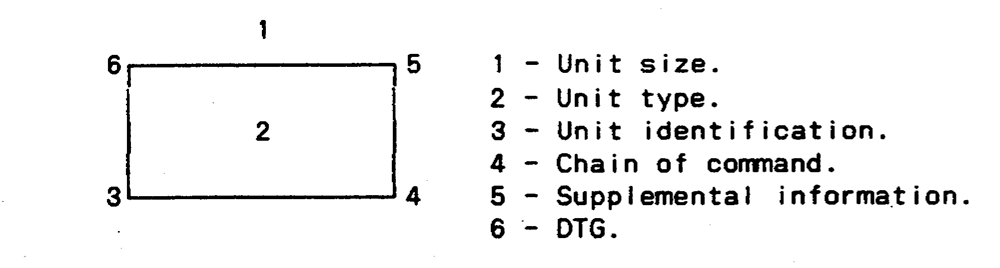 1
6
5
2
3
4
1 - Unit size.
2 - Unit type.
3 - Unit identification.
4 - Chain of command.
5 - Supplemental information.
6 - DTG.